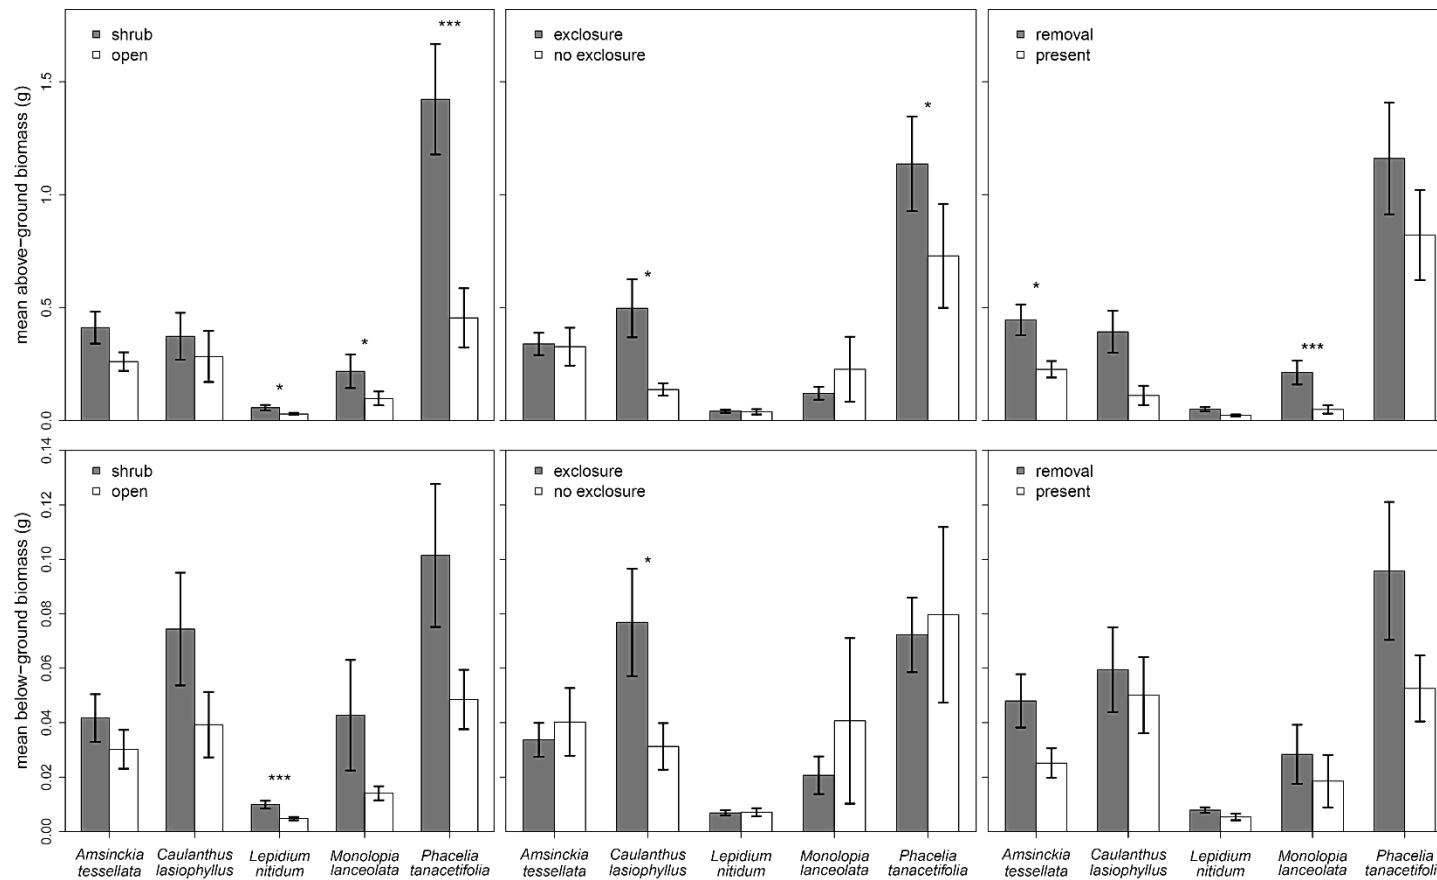 shrub
open
***
*
*
exclosure
no exclosure
*
*
removal
present
*
***
mean above−ground biomass (g)
1.5
1.0
0.5
0.0
shrub
open
***
exclosure
no exclosure
*
removal
present
mean below−ground biomass (g)
0.14
0.12
0.10
0.08
0.06
0.04
0.02
0.00
Amsinckia
tessellata
Caulanthus
lasiophyllus
Lepidium
nitidum
Monolopia
lanceolata
Phacelia
tanacetifolia
Amsinckia
tessellata
Caulanthus
lasiophyllus
Lepidium
nitidum
Monolopia
lanceolata
Phacelia
tanacetifolia
Amsinckia
tessellata
Caulanthus
lasiophyllus
Lepidium
nitidum
Monolopia
lanceolata
Phacelia
tanacetifoli